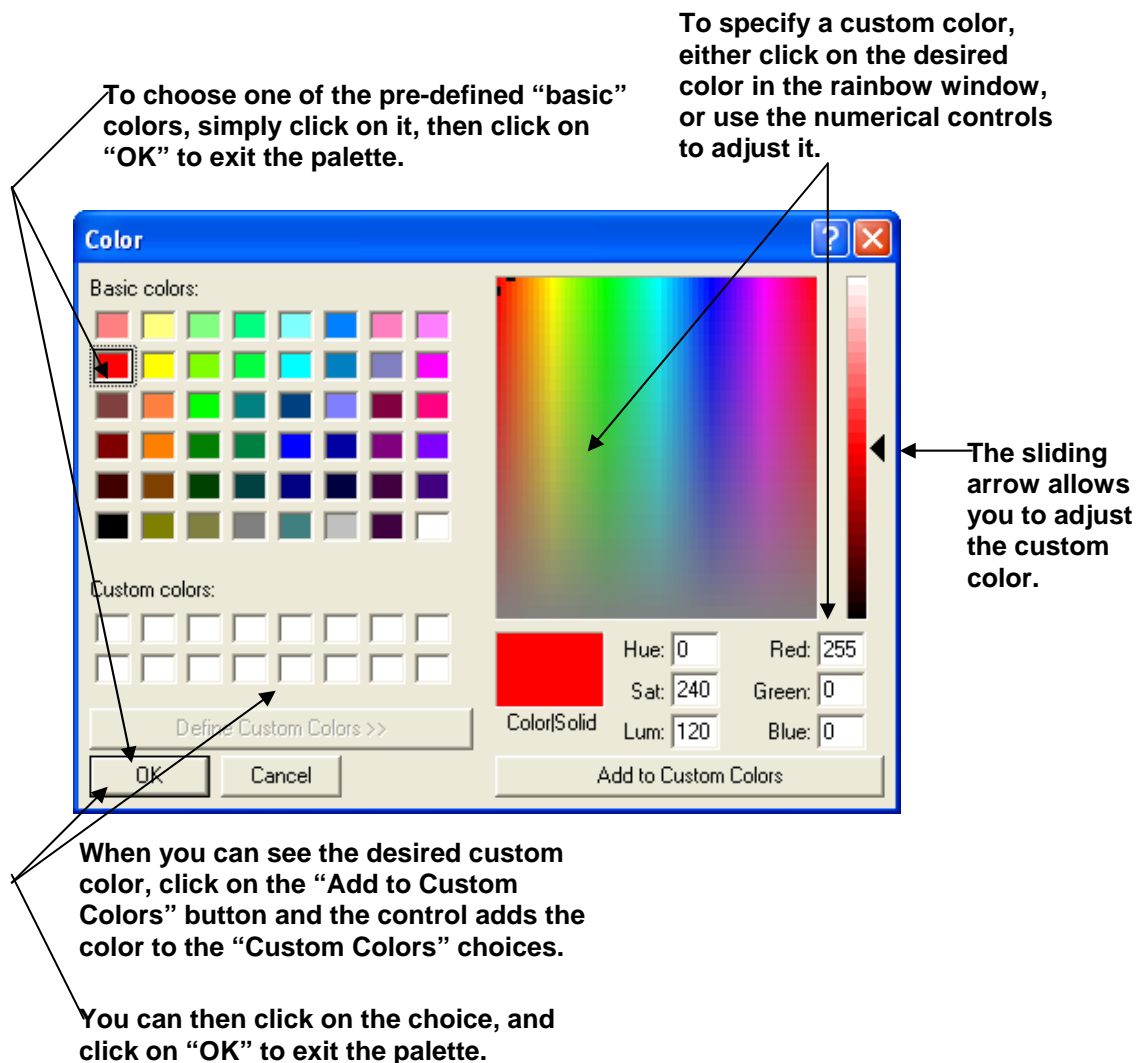 To specify a custom color,
either click on the desired
color in the rainbow window,
or use the numerical controls
to adjust it.
To choose one of the pre-defined “basic”
colors, simply click on it, then click on
“OK” to exit the palette.
Color
Basic colors:
Custom colors:
Define Custom Colors >>
OK
Cancel
Color|Solid
Hue: 0
Sat: 240
Lum: 120
Red: 255
Green: 0
Blue: 0
Add to Custom Colors
The sliding
arrow allows
you to adjust
the custom
color.
When you can see the desired custom
color, click on the “Add to Custom
Colors” button and the control adds the
color to the “Custom Colors” choices.
You can then click on the choice, and
click on “OK” to exit the palette.